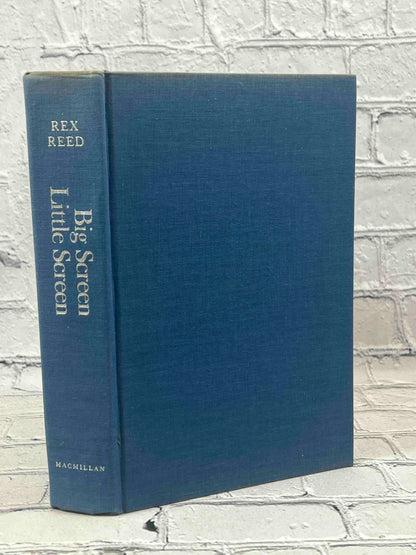 REX
REED
Big Screen
Little Screen
MACMILLAN